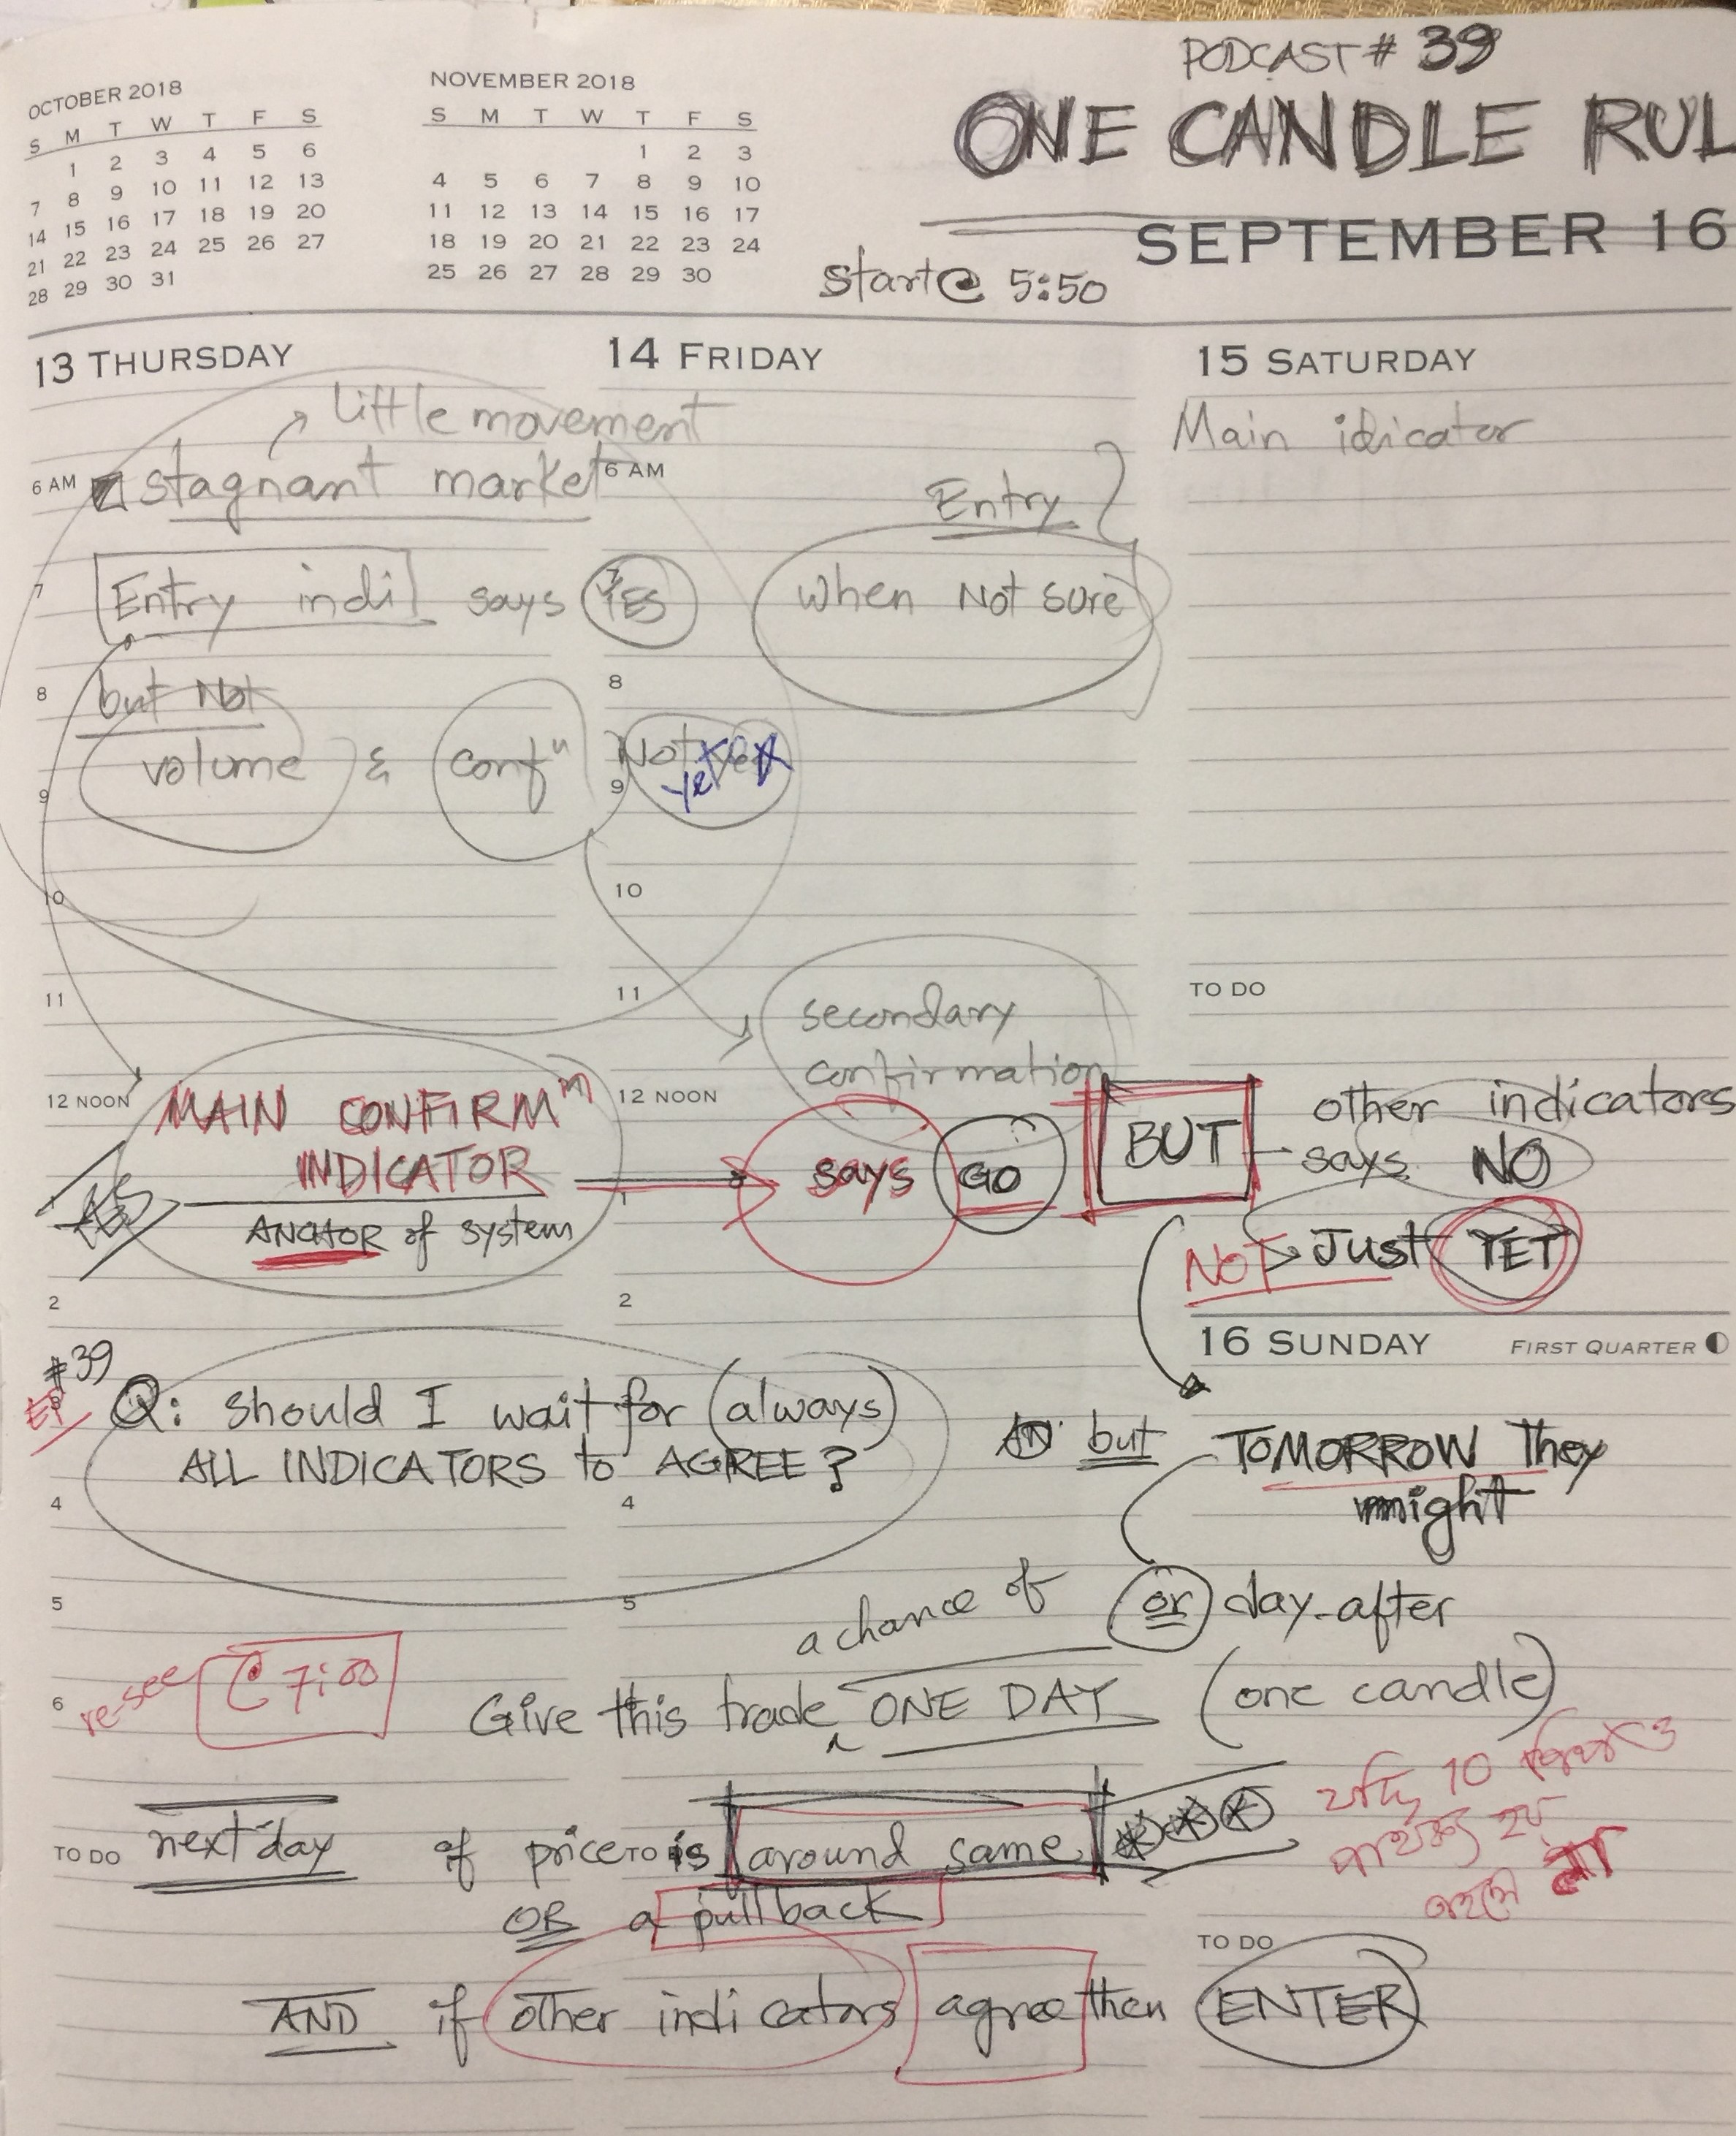 PODCAST # 39
ONE CANDLE RUL
OCTOBER 2018
S M T W T F S
1 2 3 4 5 6
7 8 9 10 11 12 13
14 15 16 17 18 19 20
21 22 23 24 25 26 27
28 29 30 31
NOVEMBER 2018
S M T W T F S
1 2 3
4 5 6 7 8 9 10
11 12 13 14 15 16 17
18 19 20 21 22 23 24
25 26 27 28 29 30
SEPTEMBER 16
start@ 5:50
13 THURSDAY
14 FRIDAY
15 SATURDAY
little movement
Main idicator
6 AM stagnant market 6 AM
Entry
7 Entry indi says YES
when Not sure
8 but Not 8
volume & confⁿ Not yet
9 9
10 10
11 11
TO DO
secondary
confirmation
12 NOON MAIN CONFIRMⁿ 12 NOON
INDICATOR says GO BUT other indicators
says NO
1
ANCHOR of system
NOT Just YET
2 2
16 SUNDAY FIRST QUARTER
#39
EP 3 Q: should I wait for (always)
ALL INDICATORS to AGREE?
but TOMORROW They
might
4 4
5 5
a chance of or day-after
re-see @ 7:00
6 Give this trade ONE DAY (one candle)
যদি 10
পার্থক্য হয়
তাহলে না
TO DO next day if price TO DO is around same
OR a pullback
TO DO
AND if other indicators agree then ENTER